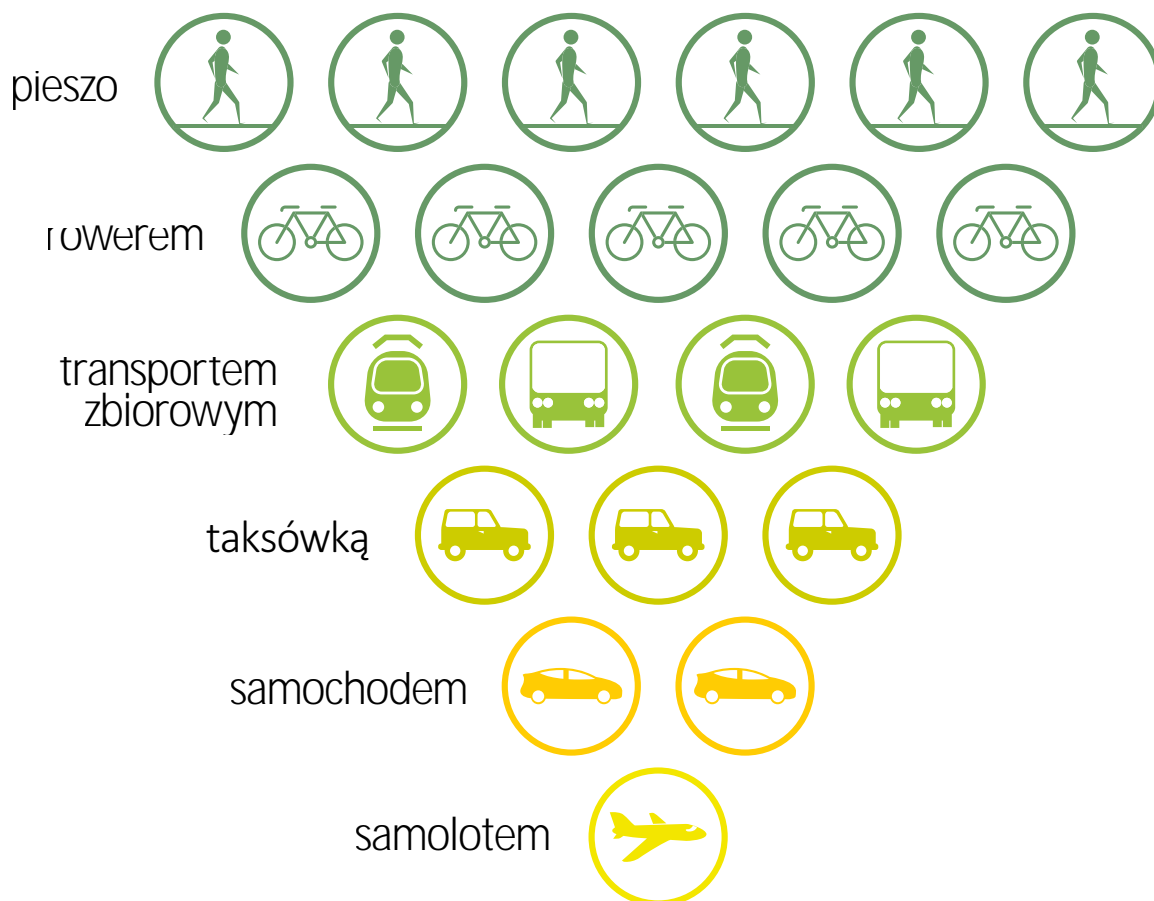 pieszo
rowerem
transportem
zbiorowym
taksówką
samochodem
samolotem